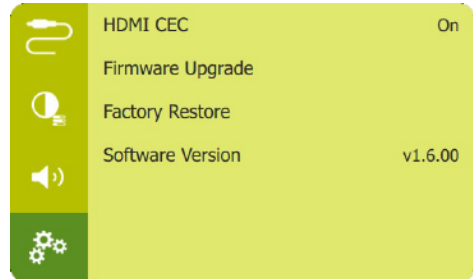 HDMI CEC On
Firmware Upgrade
Factory Restore
Software Version v1.6.00